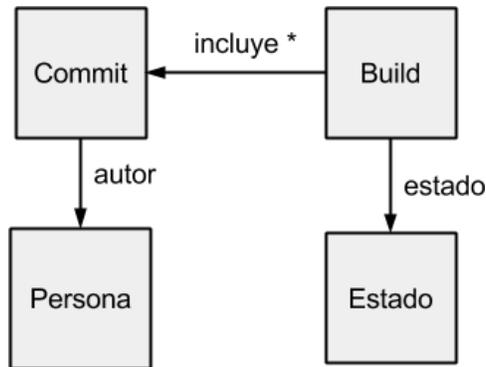 incluye *
Commit
Build
autor
estado
Persona
Estado